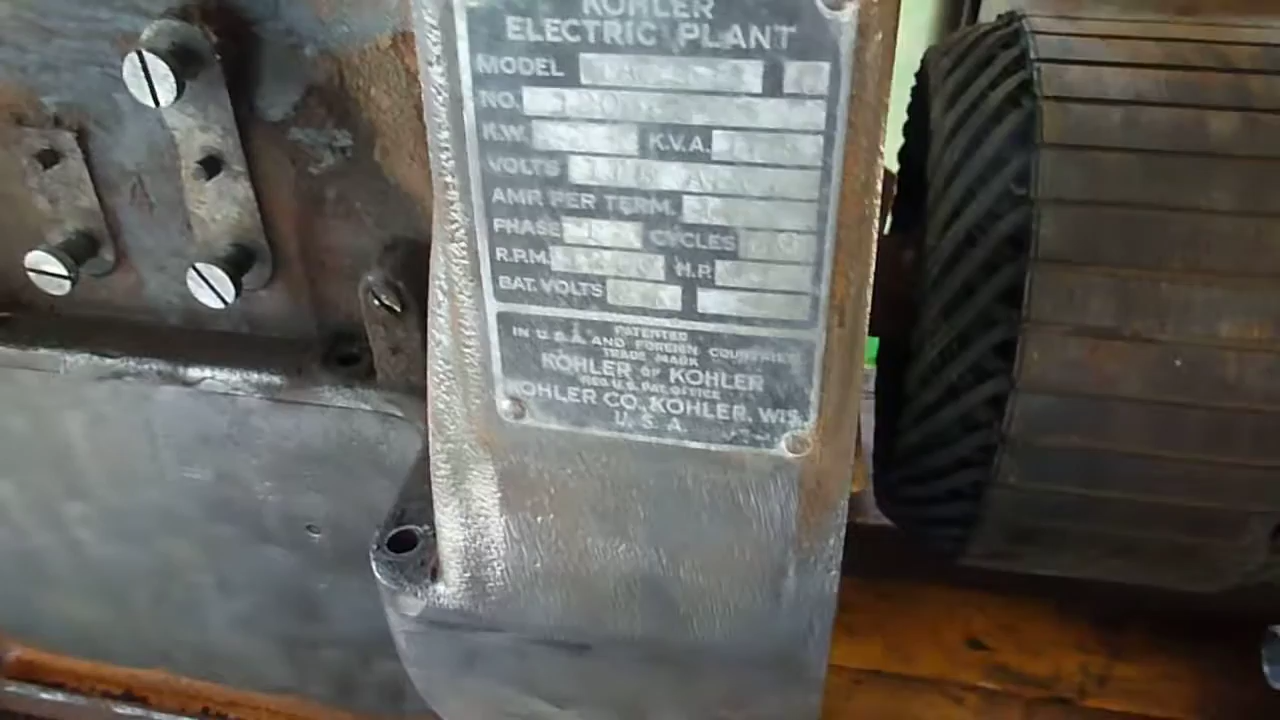 KOHLER
ELECTRIC PLANT
MODEL
NO.
K.W. K.V.A.
VOLTS
AMP. PER TERM.
PHASE CYCLES
R.P.M. H.P.
BAT. VOLTS
PATENTED
IN U.S.A. AND FOREIGN COUNTRIES
TRADE MARK
KOHLER OF KOHLER
REG U.S. PAT. OFFICE
KOHLER CO., KOHLER, WIS.
U. S. A.
A